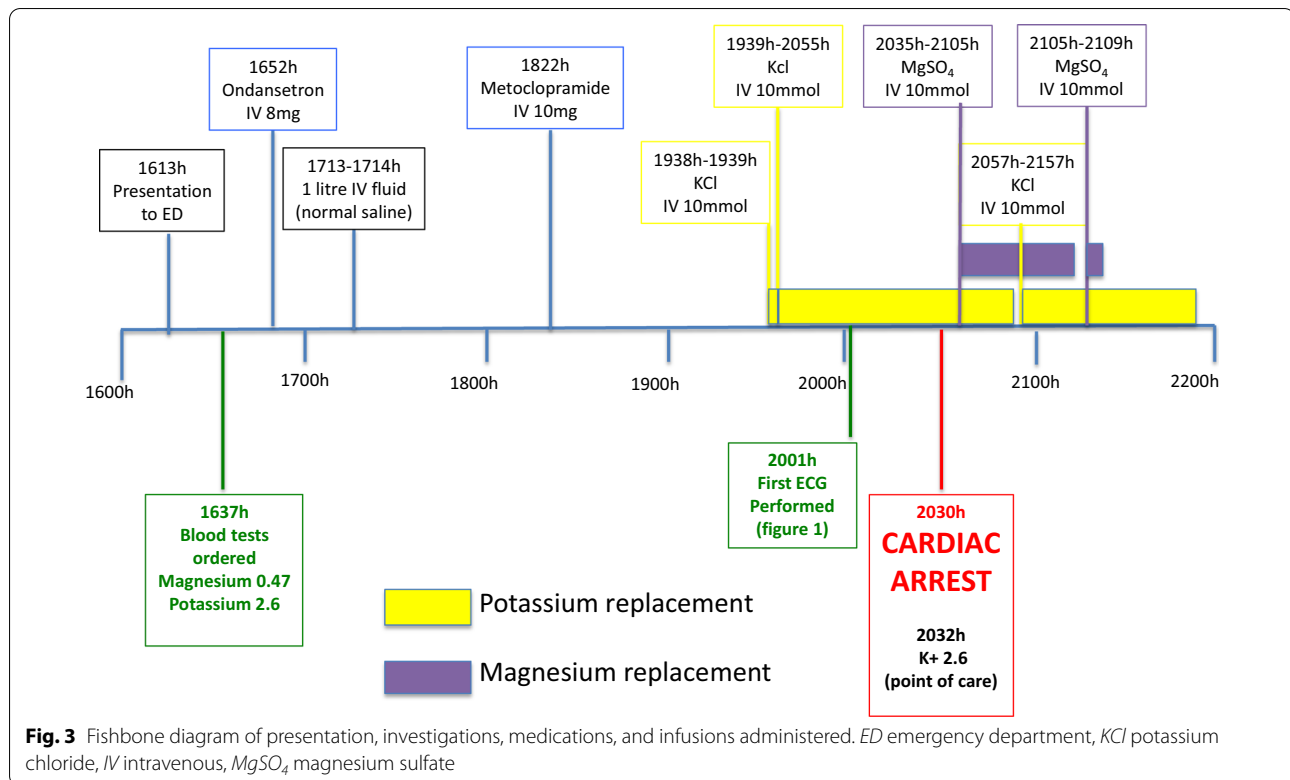 1652h
Ondansetron
IV 8mg
1822h
Metoclopramide
IV 10mg
1939h-2055h
Kcl
IV 10mmol
2035h-2105h
MgSO₄
IV 10mmol
2105h-2109h
MgSO₄
IV 10mmol
1613h
Presentation
to ED
1713-1714h
1 litre IV fluid
(normal saline)
1938h-1939h
KCl
IV 10mmol
2057h-2157h
KCl
IV 10mmol
1600h
1700h
1800h
1900h
2000h
2100h
2200h
1637h
Blood tests
ordered
Magnesium 0.47
Potassium 2.6
2001h
First ECG
Performed
(figure 1)
2030h
CARDIAC
ARREST
2032h
K+ 2.6
(point of care)
Potassium replacement
Magnesium replacement
Fig. 3 Fishbone diagram of presentation, investigations, medications, and infusions administered. ED emergency department, KCl potassium
chloride, IV intravenous, MgSO₄ magnesium sulfate